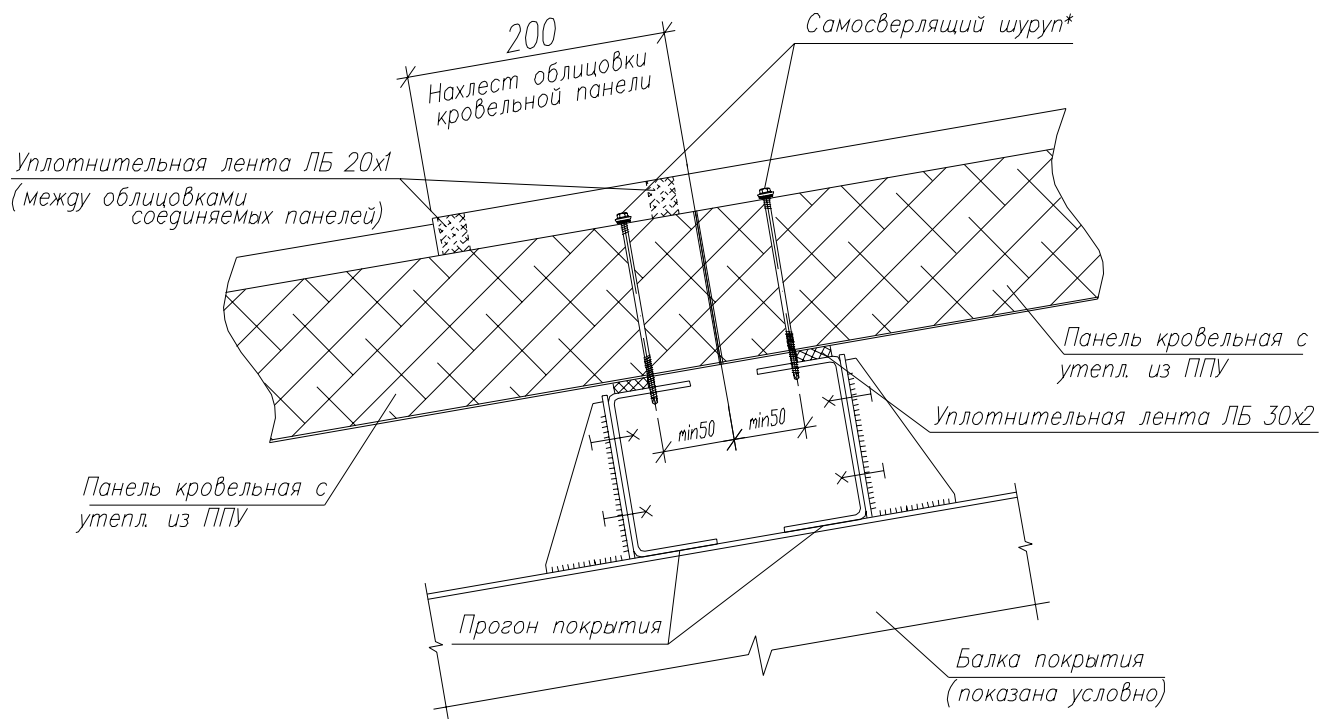 Самосверлящий шуруп*
200
Нахлест облицовки
кровельной панели
Уплотнительная лента ЛБ 20х1
(между облицовками
соединяемых панелей)
Панель кровельная с
утепл. из ППУ
Уплотнительная лента ЛБ 30х2
min50
min50
Панель кровельная с
утепл. из ППУ
Прогон покрытия
Балка покрытия
(показана условно)